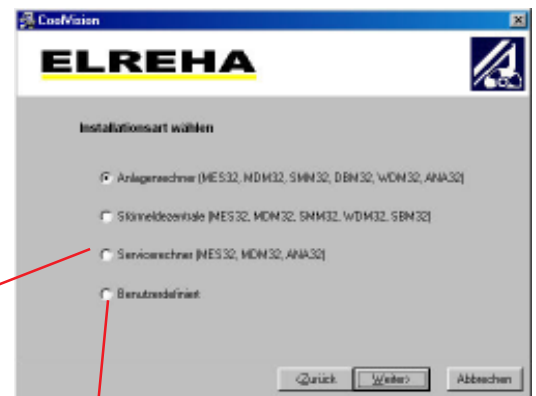 CoolVision
ELREHA
Installationsart wählen
Anlagenrechner (MES32, MDM32, SMM32, DBM32, WDM32, ANA32)
Störmeldezentrale (MES32, MDM32, SMM32, WDM32, SBM32)
Servicerechner (MES32, MDM32, ANA32)
Benutzerdefiniert
<Zurück Weiter> Abbrechen